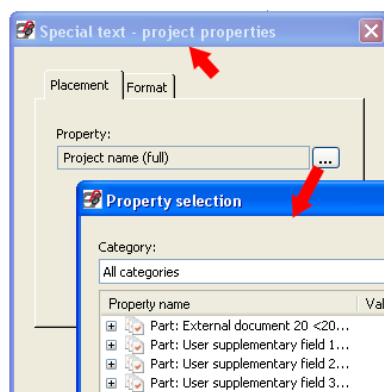 Special text - project properties
Placement Format
Property:
Project name (full) ...
Property selection
Category:
All categories
Property name Val
Part: External document 20 <20...
Part: User supplementary field 1...
Part: User supplementary field 2...
Part: User supplementary field 3...